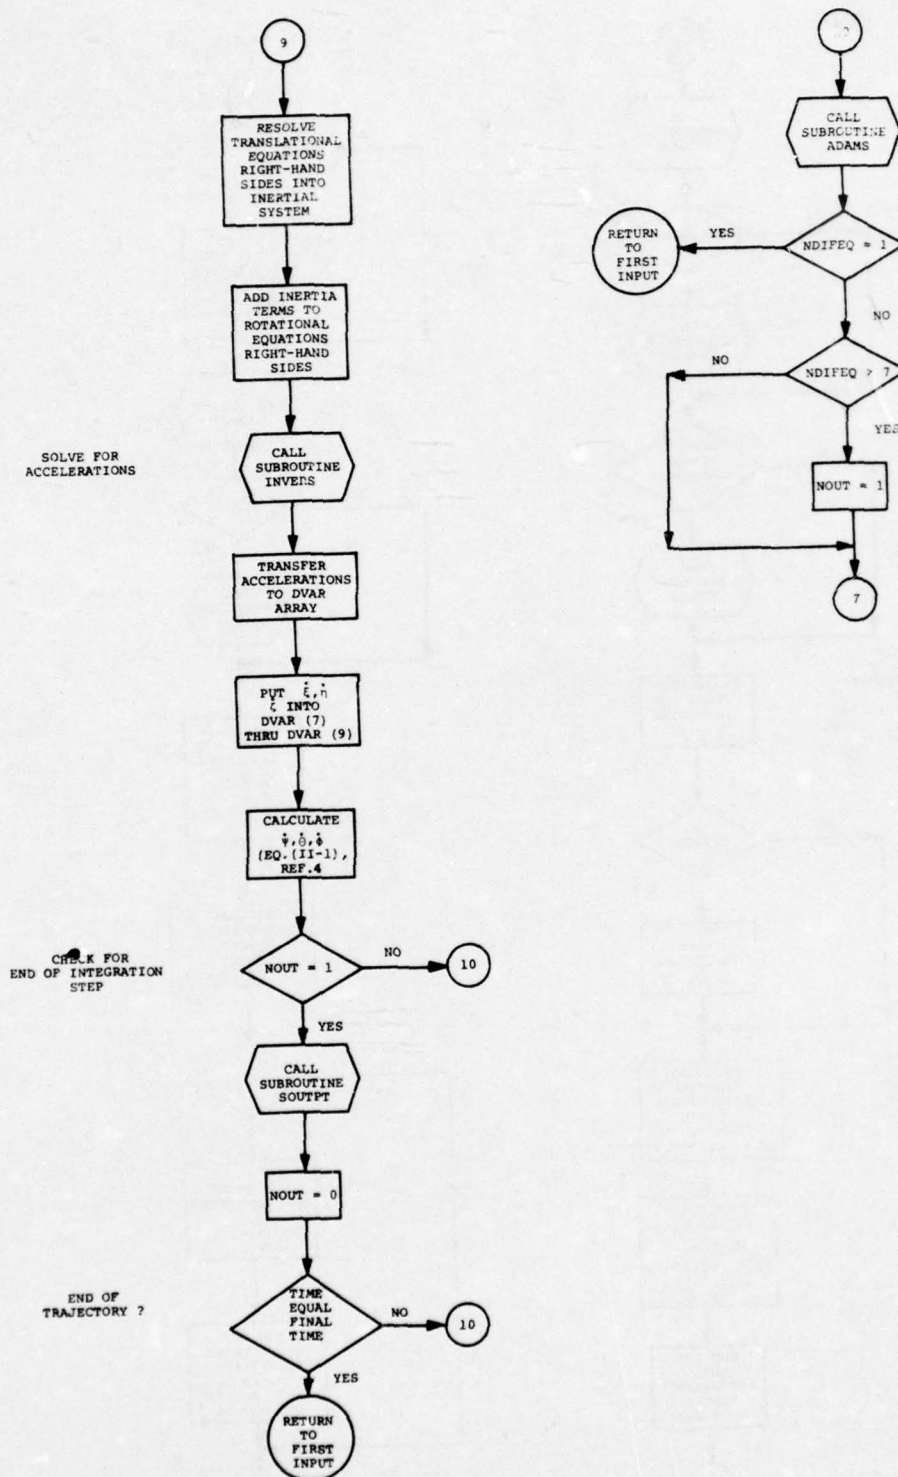 9
RESOLVE
TRANSLATIONAL
EQUATIONS
RIGHT-HAND
SIDES INTO
INERTIAL
SYSTEM
ADD INERTIA
TERMS TO
ROTATIONAL
EQUATIONS
RIGHT-HAND
SIDES
SOLVE FOR
ACCELERATIONS
CALL
SUBROUTINE
INVERS
TRANSFER
ACCELERATIONS
TO DVAR
ARRAY
PUT ξ̇,η̇
ζ̇ INTO
DVAR (7)
THRU DVAR (9)
CALCULATE
Ψ̇,θ̇,Φ̇
(EQ.(II-1),
REF.4
CHECK FOR
END OF INTEGRATION
STEP
NOUT = 1
NO
10
YES
CALL
SUBROUTINE
SOUTPT
NOUT = 0
END OF
TRAJECTORY ?
TIME
EQUAL
FINAL
TIME
NO
10
YES
RETURN
TO
FIRST
INPUT
CALL
SUBROUTINE
ADAMS
NDIFEQ = 1
YES
RETURN
TO
FIRST
INPUT
NO
NDIFEQ > 7
NO
YES
NOUT = 1
7